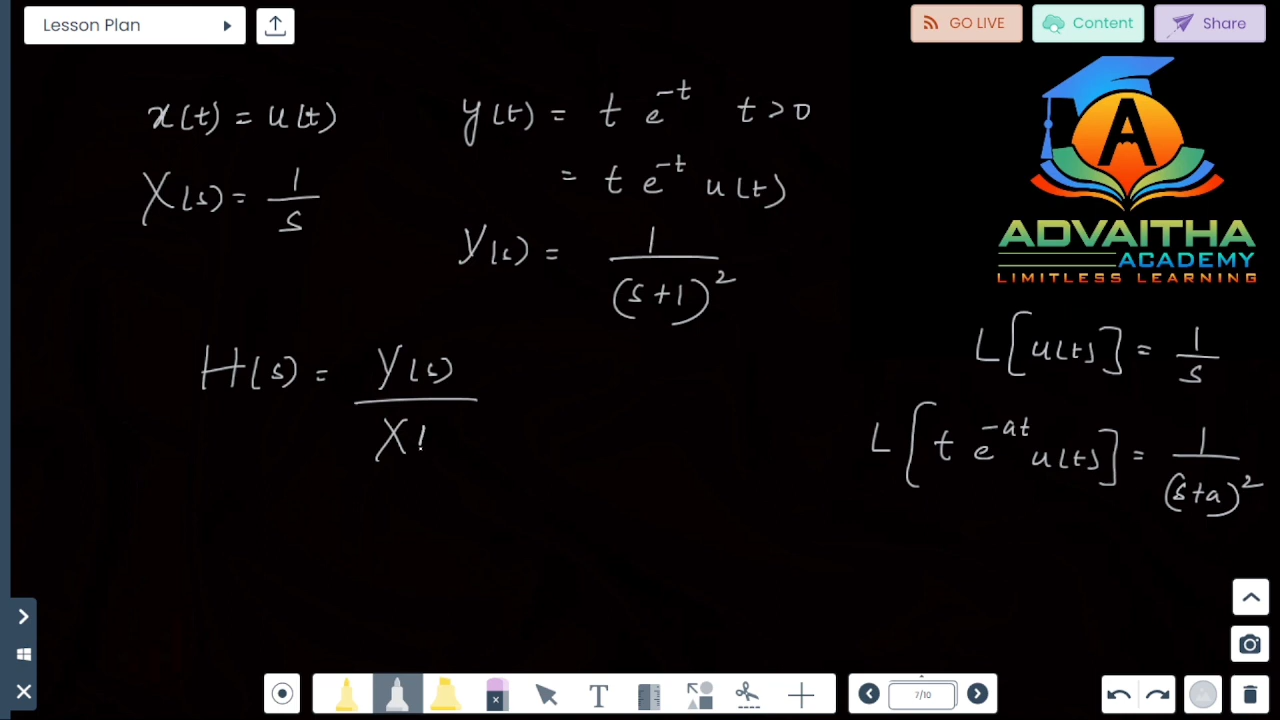 Lesson Plan
GO LIVE
Content
Share
x(t) = u(t)
X(s) = 1/s
y(t) = t e^-t t>0
= t e^-t u(t)
Y(s) = 1/(s+1)^2
H(s) = Y(s)/X(
A
ADVAITHA
ACADEMY
LIMITLESS LEARNING
L[u(t)] = 1/s
L[t e^-at u(t)] = 1/(s+a)^2
T
7/10